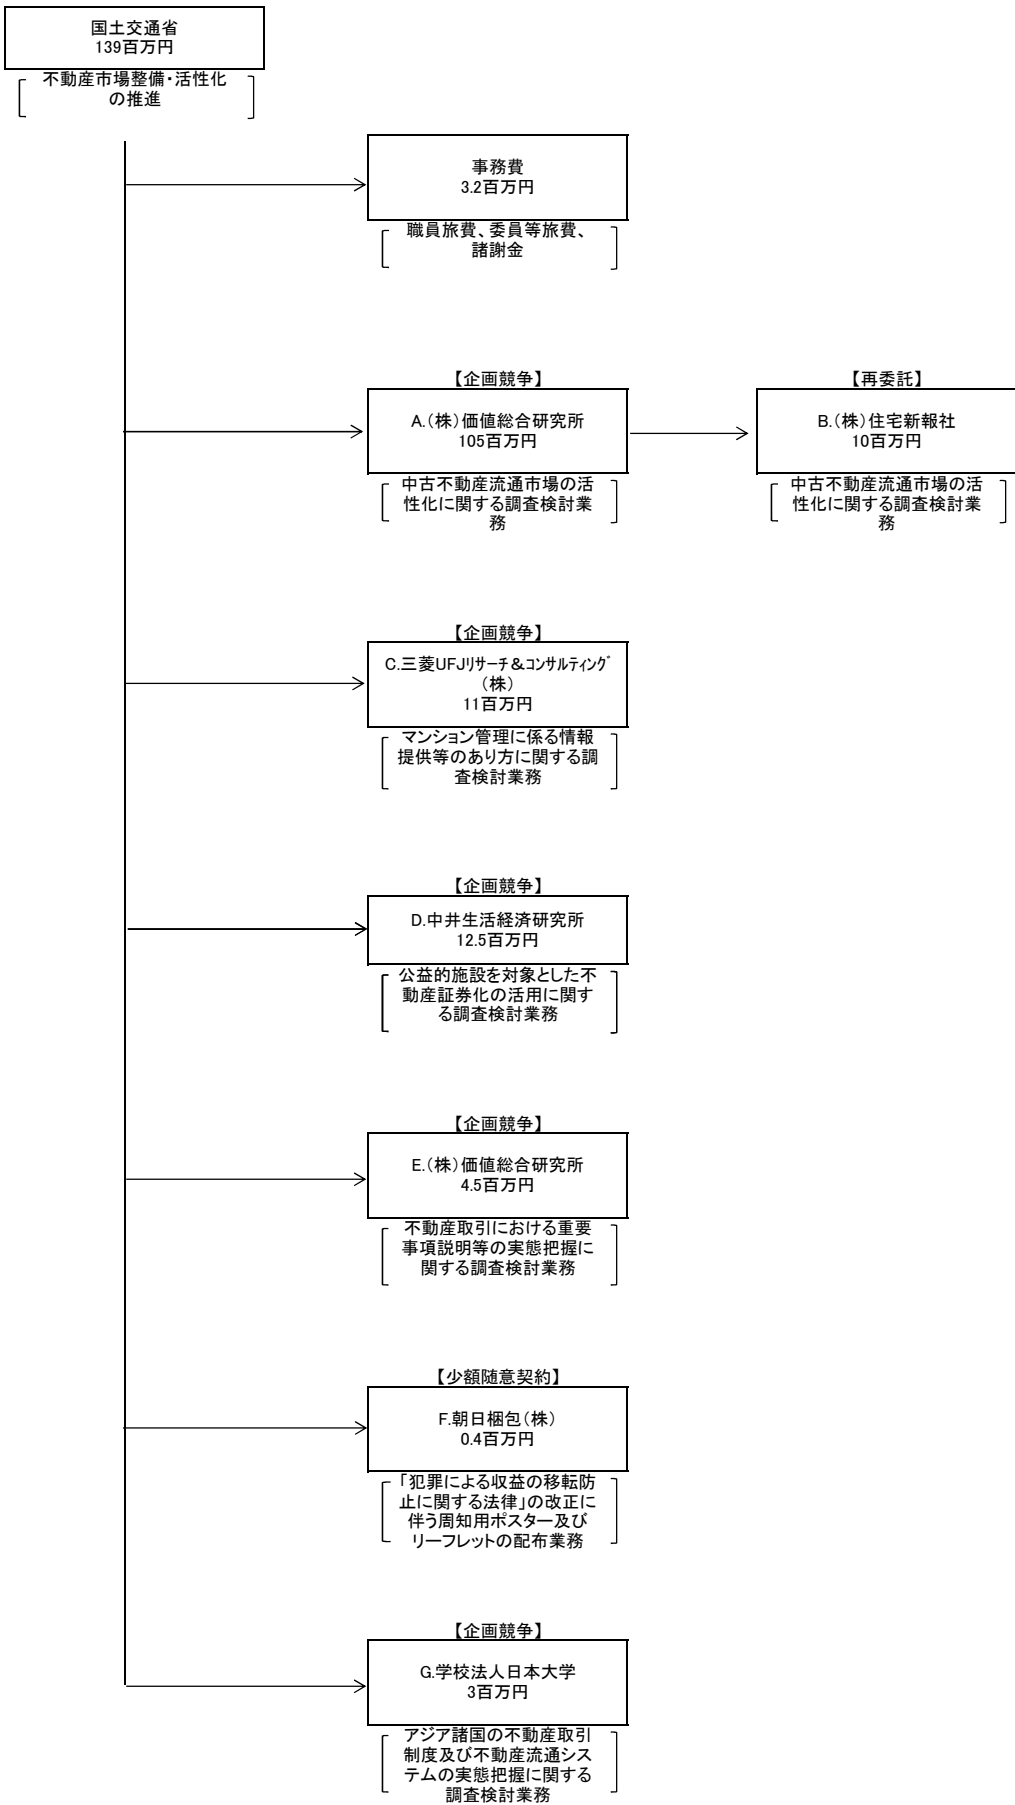 国土交通省
139百万円
不動産市場整備・活性化
の推進
事務費
3.2百万円
職員旅費、委員等旅費、
諸謝金
【企画競争】
A.(株)価値総合研究所
105百万円
中古不動産流通市場の活
性化に関する調査検討業
務
【再委託】
B.(株)住宅新報社
10百万円
中古不動産流通市場の活
性化に関する調査検討業
務
【企画競争】
C.三菱UFJﾘｻｰﾁ＆ｺﾝｻﾙﾃｨﾝｸﾞ
(株)
11百万円
マンション管理に係る情報
提供等のあり方に関する調
査検討業務
【企画競争】
D.中井生活経済研究所
12.5百万円
公益的施設を対象とした不
動産証券化の活用に関す
る調査検討業務
【企画競争】
E.(株)価値総合研究所
4.5百万円
不動産取引における重要
事項説明等の実態把握に
関する調査検討業務
【少額随意契約】
F.朝日梱包(株)
0.4百万円
「犯罪による収益の移転防
止に関する法律」の改正に
伴う周知用ポスター及び
リーフレットの配布業務
【企画競争】
G.学校法人日本大学
3百万円
アジア諸国の不動産取引
制度及び不動産流通シス
テムの実態把握に関する
調査検討業務